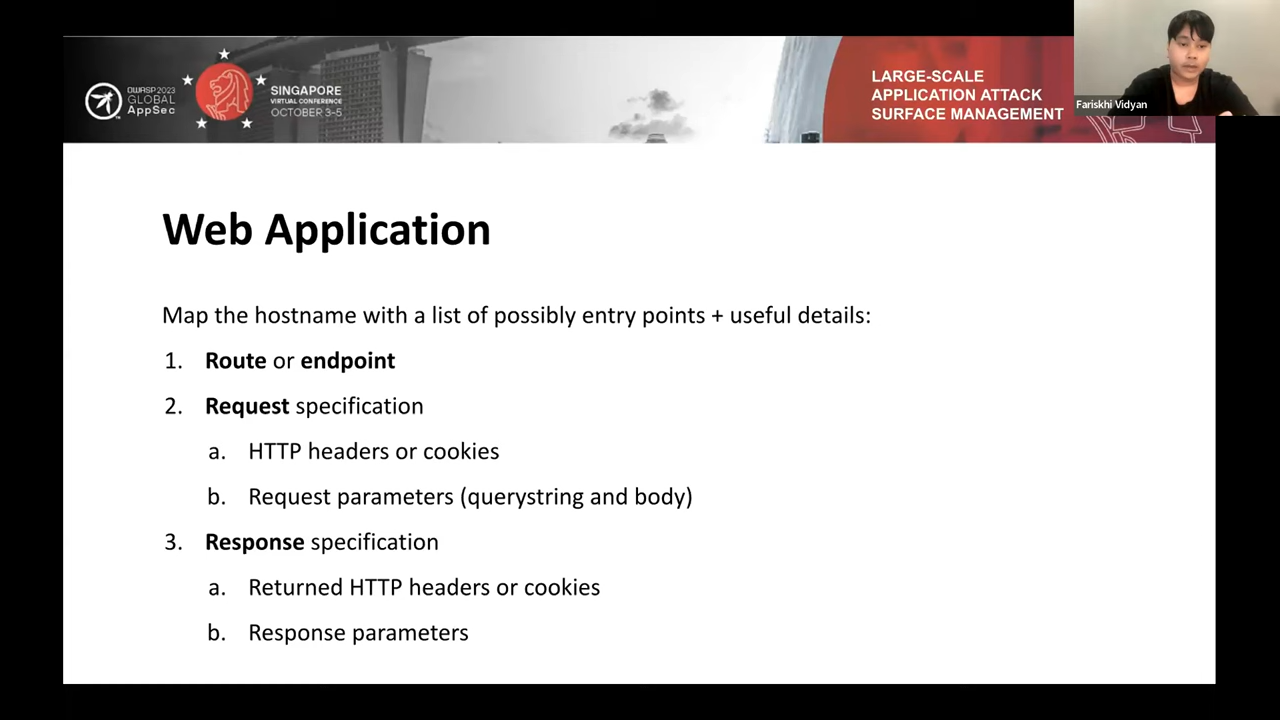 OWASP 2023
GLOBAL
AppSec
SINGAPORE
VIRTUAL CONFERENCE
OCTOBER 3-5
LARGE-SCALE
APPLICATION ATTACK
SURFACE MANAGEMENT
Fariskhi Vidyan
Web Application
Map the hostname with a list of possibly entry points + useful details:
1. Route or endpoint
2. Request specification
a. HTTP headers or cookies
b. Request parameters (querystring and body)
3. Response specification
a. Returned HTTP headers or cookies
b. Response parameters